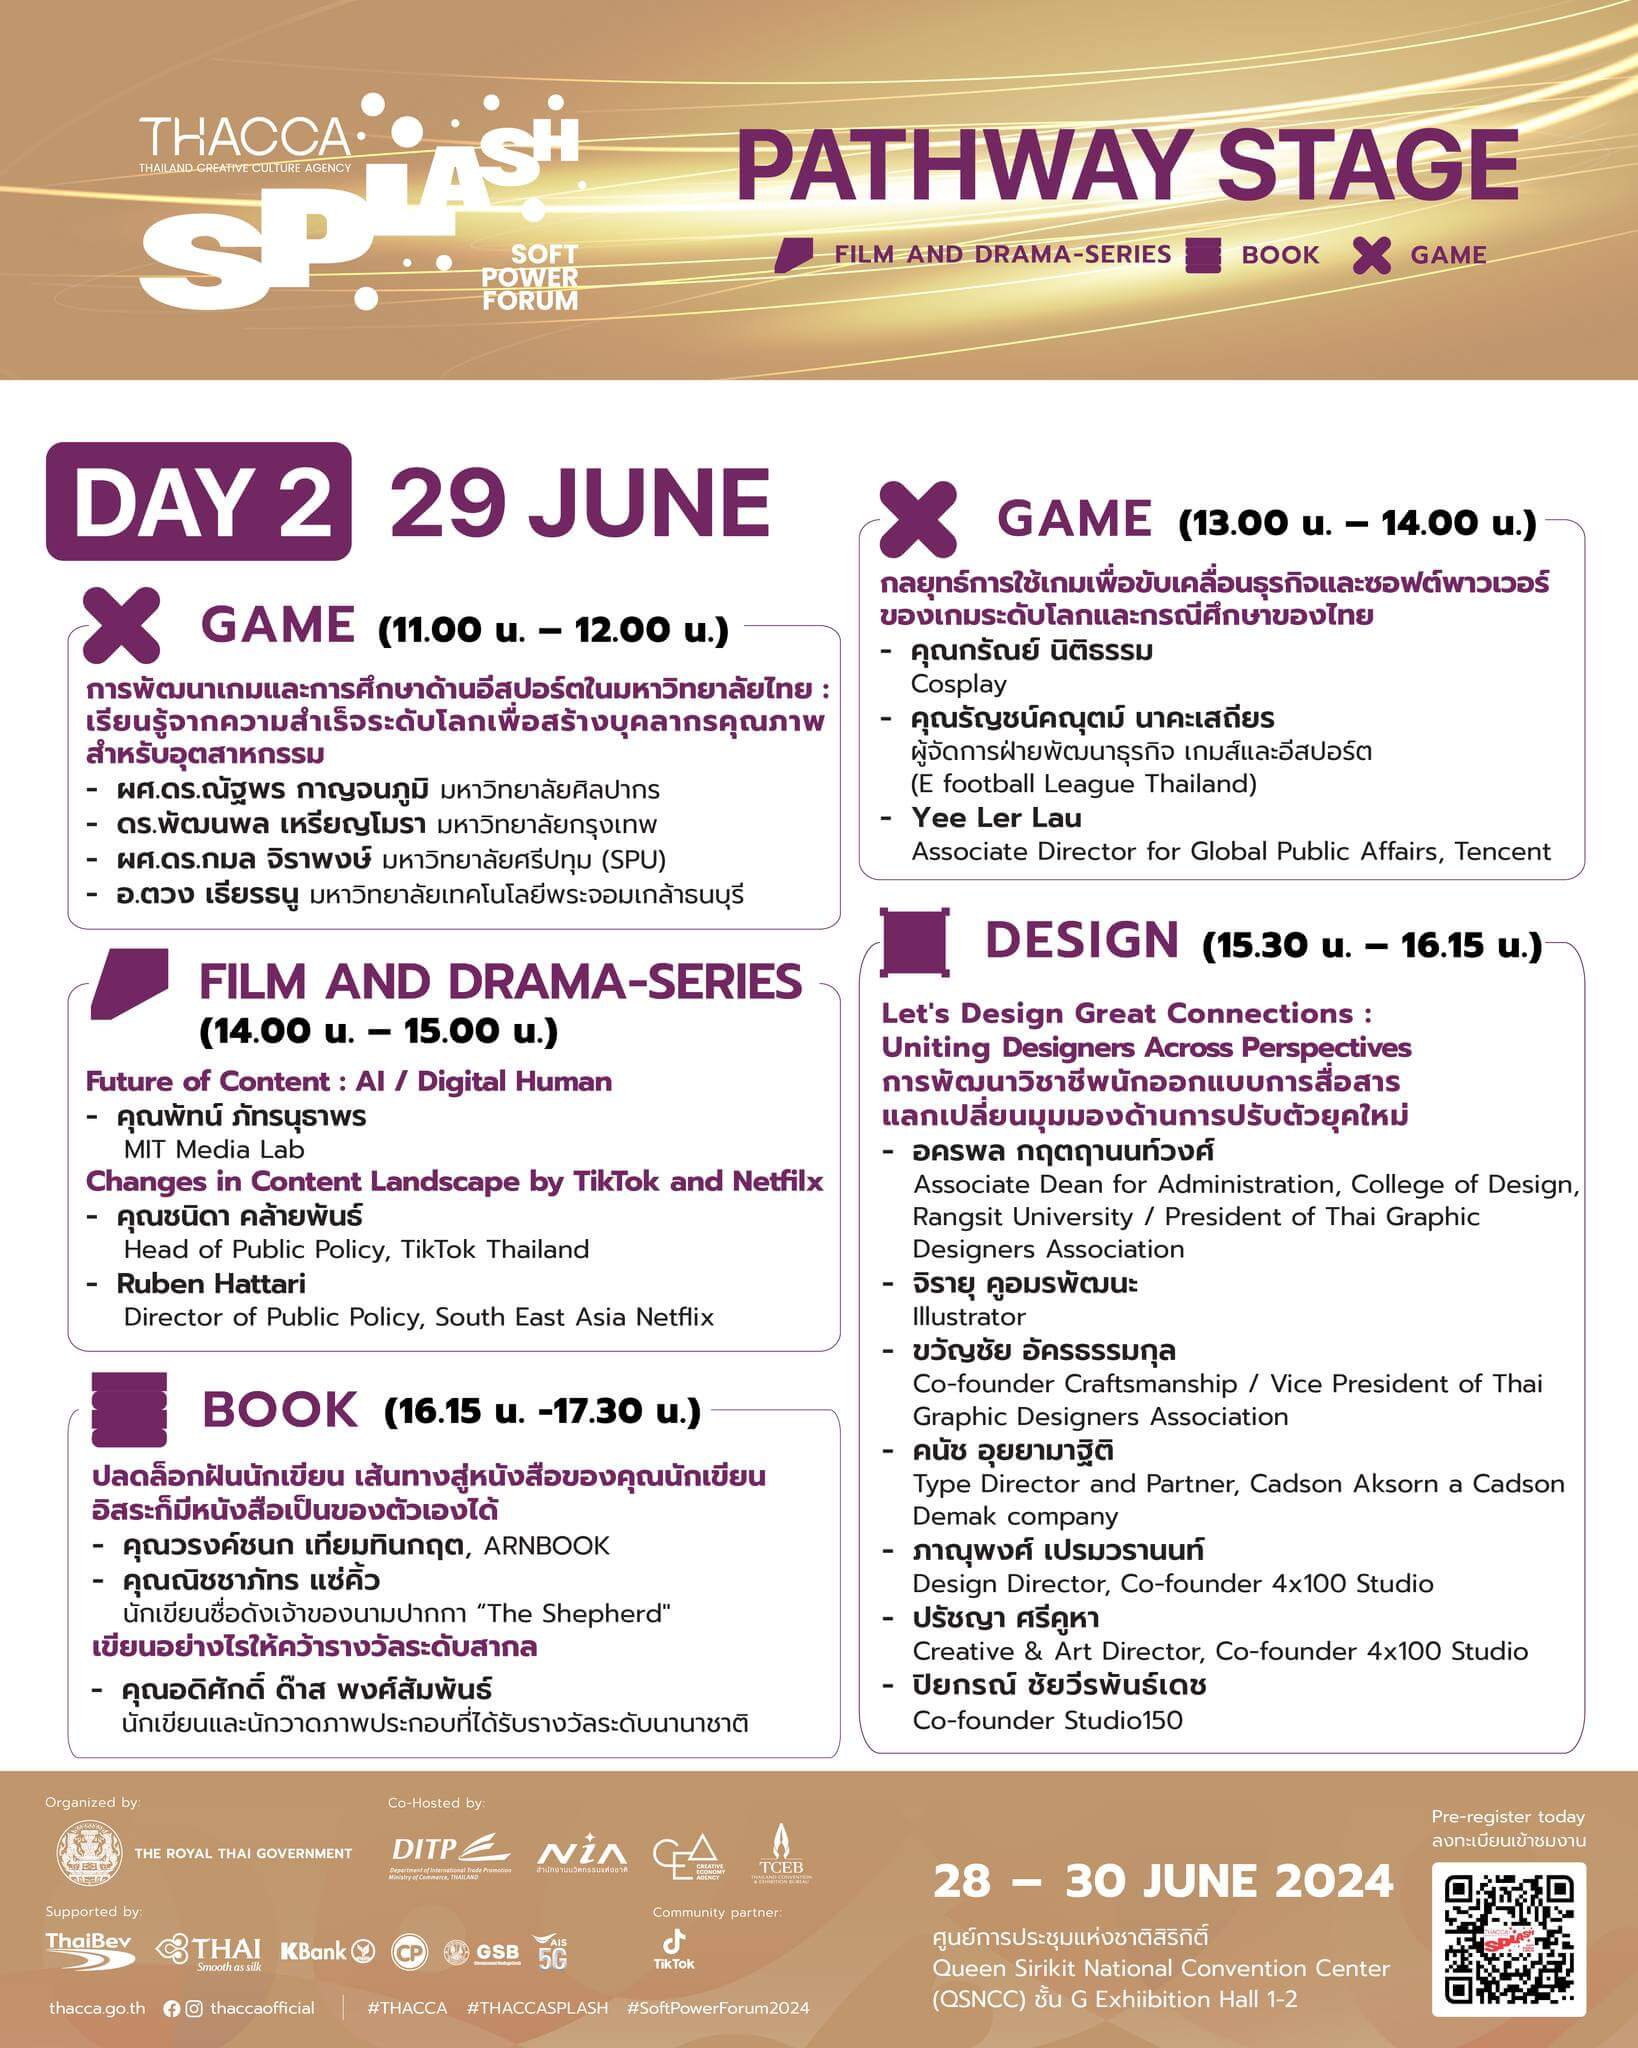 THACCA
THAILAND CREATIVE CULTURE AGENCY
SPLASH
SOFT
POWER
FORUM
PATHWAY STAGE
FILM AND DRAMA-SERIES BOOK GAME
DAY 2 29 JUNE
GAME (11.00 น. – 12.00 น.)
การพัฒนาเกมและการศึกษาด้านอีสปอร์ตในมหาวิทยาลัยไทย :
เรียนรู้จากความสำเร็จระดับโลกเพื่อสร้างบุคลากรคุณภาพ
สำหรับอุตสาหกรรม
- ผศ.ดร.ณัฐพร กาญจนภูมิ มหาวิทยาลัยศิลปากร
- ดร.พัฒนพล เหรียญโมรา มหาวิทยาลัยกรุงเทพ
- ผศ.ดร.กมล จิราพงษ์ มหาวิทยาลัยศรีปทุม (SPU)
- อ.ตวง เธียรธนู มหาวิทยาลัยเทคโนโลยีพระจอมเกล้าธนบุรี
FILM AND DRAMA-SERIES
(14.00 น. – 15.00 น.)
Future of Content : AI / Digital Human
- คุณพัทน์ ภัทรนุธาพร
MIT Media Lab
Changes in Content Landscape by TikTok and Netfilx
- คุณชนิดา คล้ายพันธ์
Head of Public Policy, TikTok Thailand
- Ruben Hattari
Director of Public Policy, South East Asia Netflix
BOOK (16.15 น. -17.30 น.)
ปลดล็อกฝันนักเขียน เส้นทางสู่หนังสือของคุณนักเขียน
อิสระก็มีหนังสือเป็นของตัวเองได้
- คุณวรงค์ชนก เทียมทินกฤต, ARNBOOK
- คุณณิชชาภัทร แซ่คิ้ว
นักเขียนชื่อดังเจ้าของนามปากกา “The Shepherd"
เขียนอย่างไรให้คว้ารางวัลระดับสากล
- คุณอดิศักดิ์ ด๊าส พงศ์สัมพันธ์
นักเขียนและนักวาดภาพประกอบที่ได้รับรางวัลระดับนานาชาติ
GAME (13.00 น. – 14.00 น.)
กลยุทธ์การใช้เกมเพื่อขับเคลื่อนธุรกิจและซอฟต์พาวเวอร์
ของเกมระดับโลกและกรณีศึกษาของไทย
- คุณกรัณย์ นิติธรรม
Cosplay
- คุณรัญชน์คณุตม์ นาคะเสถียร
ผู้จัดการฝ่ายพัฒนาธุรกิจ เกมส์และอีสปอร์ต
(E football League Thailand)
- Yee Ler Lau
Associate Director for Global Public Affairs, Tencent
DESIGN (15.30 น. – 16.15 น.)
Let's Design Great Connections :
Uniting Designers Across Perspectives
การพัฒนาวิชาชีพนักออกแบบการสื่อสาร
แลกเปลี่ยนมุมมองด้านการปรับตัวยุคใหม่
- อครพล กฤตฤานนท์วงศ์
Associate Dean for Administration, College of Design,
Rangsit University / President of Thai Graphic
Designers Association
- จิรายุ คูอมรพัฒนะ
Illustrator
- ขวัญชัย อัครธรรมกุล
Co-founder Craftsmanship / Vice President of Thai
Graphic Designers Association
- คนัช อุยยามาฐิติ
Type Director and Partner, Cadson Aksorn a Cadson
Demak company
- ภาณุพงศ์ เปรมวรานนท์
Design Director, Co-founder 4x100 Studio
- ปรัชญา ศรีคูหา
Creative & Art Director, Co-founder 4x100 Studio
- ปิยกรณ์ ชัยวีรพันธ์เดช
Co-founder Studio150
Organized by:
THE ROYAL THAI GOVERNMENT
Co-Hosted by:
DITP
Department of International Trade Promotion
Ministry of Commerce, THAILAND
NIA
สำนักงานนวัตกรรมแห่งชาติ
CEA
CREATIVE
ECONOMY
AGENCY
TCEB
THAILAND CONVENTION
& EXHIBITION BUREAU
Supported by:
ThaiBev
THAI
Smooth as silk
KBank
CP
GSB
AIS
5G
Community partner:
TikTok
thacca.go.th thaccaofficial #THACCA #THACCASPLASH #SoftPowerForum2024
28 – 30 JUNE 2024
ศูนย์การประชุมแห่งชาติสิริกิติ์
Queen Sirikit National Convention Center
(QSNCC) ชั้น G Exhiibition Hall 1-2
Pre-register today
ลงทะเบียนเข้าชมงาน
SPLASH